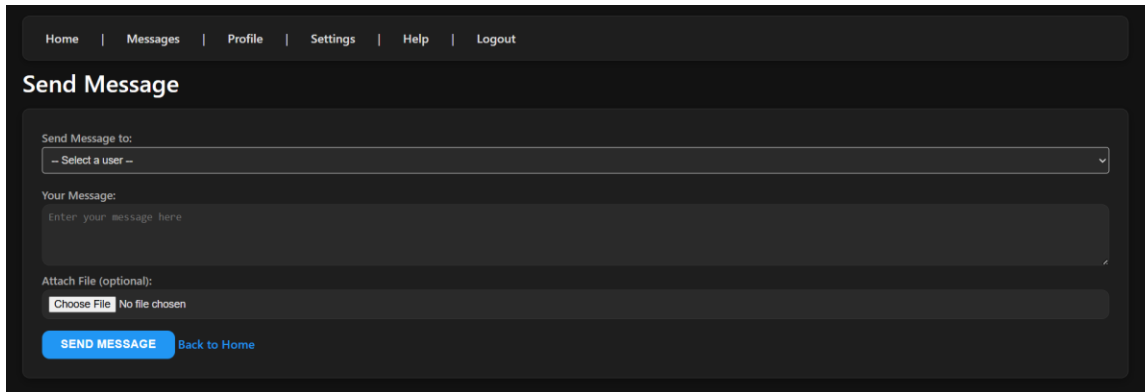 Home | Messages | Profile | Settings | Help | Logout
Send Message
Send Message to:
-- Select a user --
Your Message:
Enter your message here
Attach File (optional):
Choose File No file chosen
SEND MESSAGE Back to Home